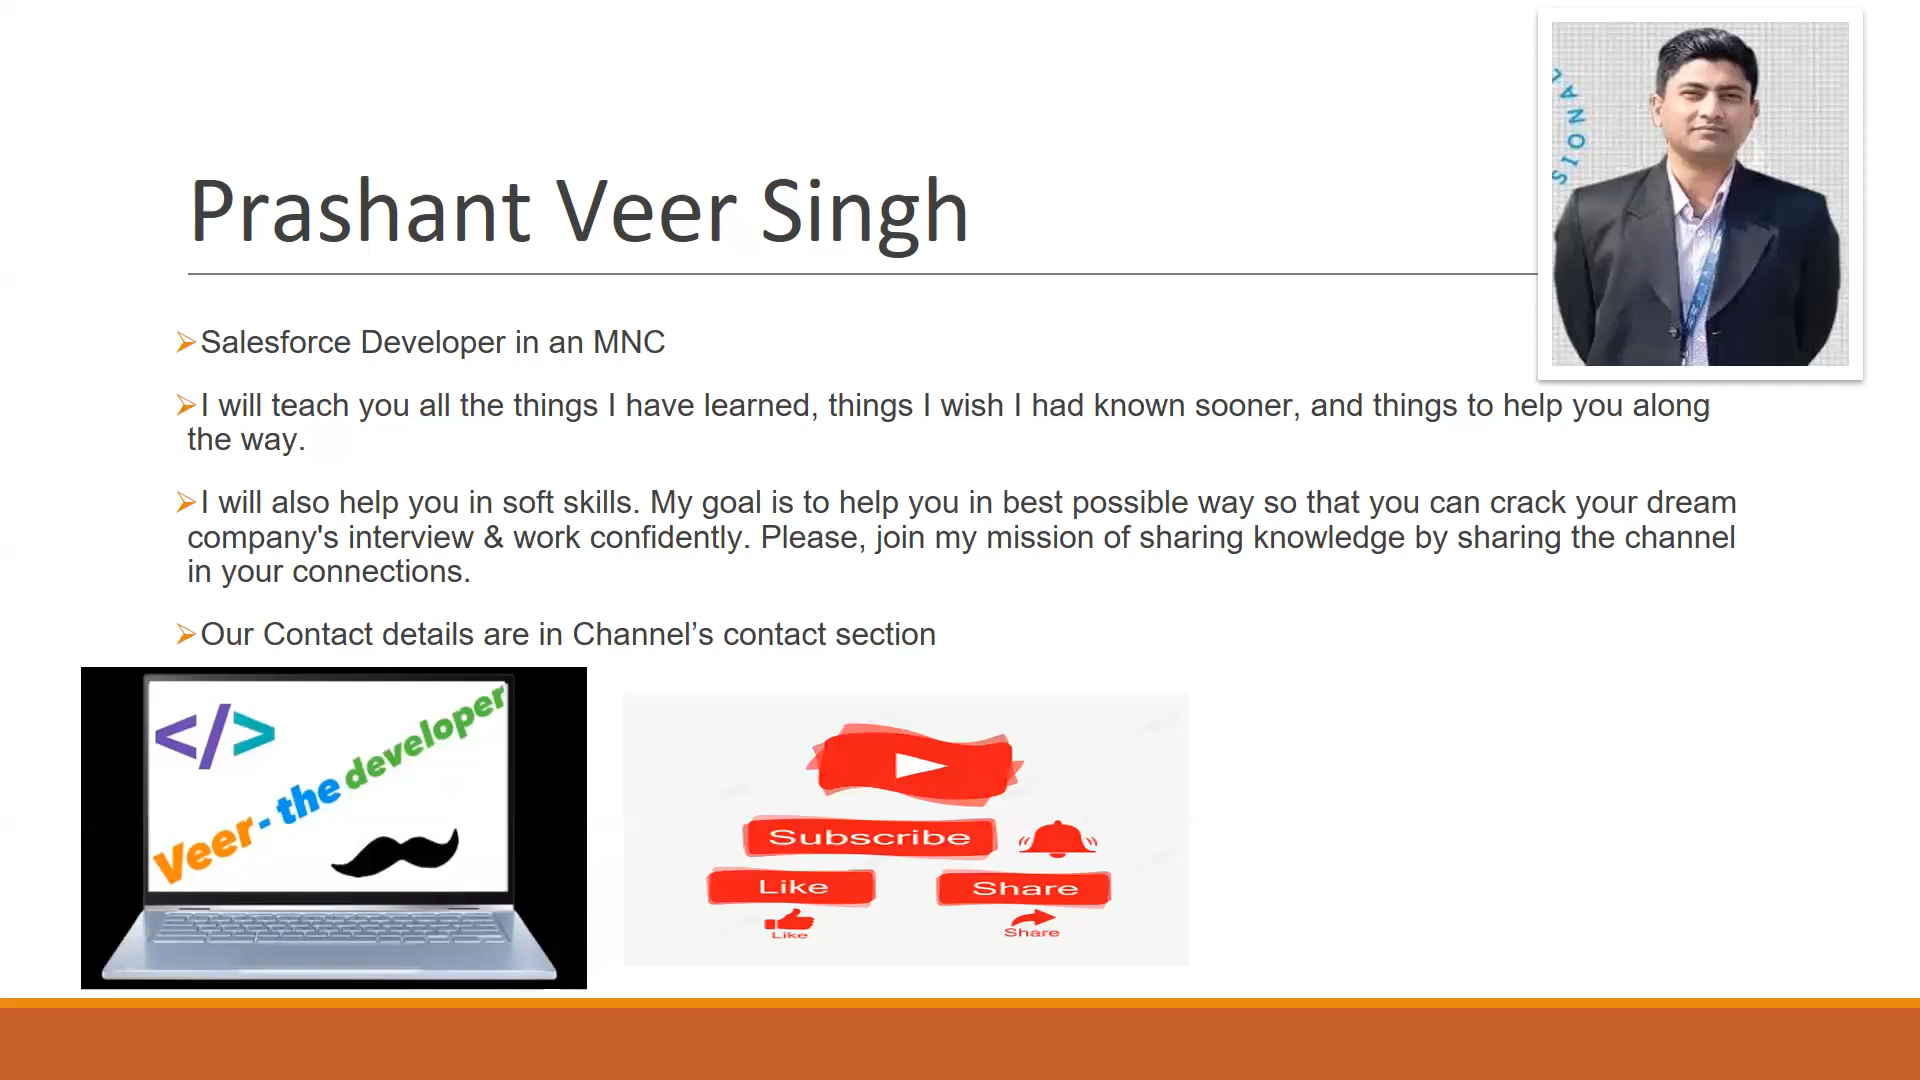 SIONAL
Prashant Veer Singh
Salesforce Developer in an MNC
I will teach you all the things I have learned, things I wish I had known sooner, and things to help you along
the way.
I will also help you in soft skills. My goal is to help you in best possible way so that you can crack your dream
company's interview & work confidently. Please, join my mission of sharing knowledge by sharing the channel
in your connections.
Our Contact details are in Channel’s contact section
</>
Veer-the developer
Subscribe
Like Share
Like Share